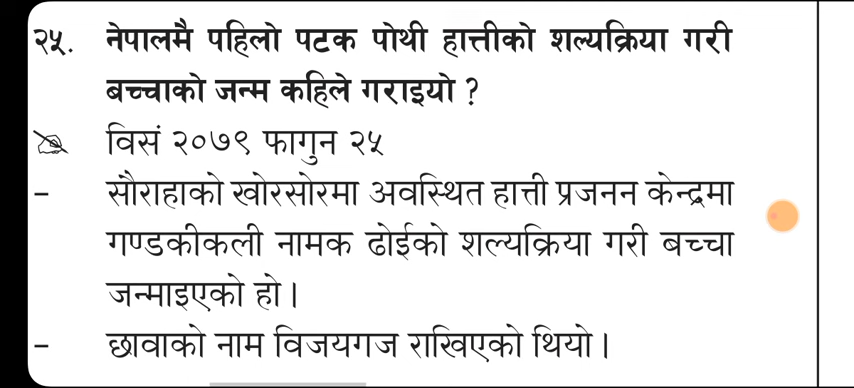 २५. नेपालमै पहिलो पटक पोथी हात्तीको शल्यक्रिया गरी
बच्चाको जन्म कहिले गराइयो ?
विसं २०७९ फागुन २५
– सौराहाको खोरसोरमा अवस्थित हात्ती प्रजनन केन्द्रमा
गण्डकीकली नामक ढोईको शल्यक्रिया गरी बच्चा
जन्माइएको हो।
– छावाको नाम विजयगज राखिएको थियो।